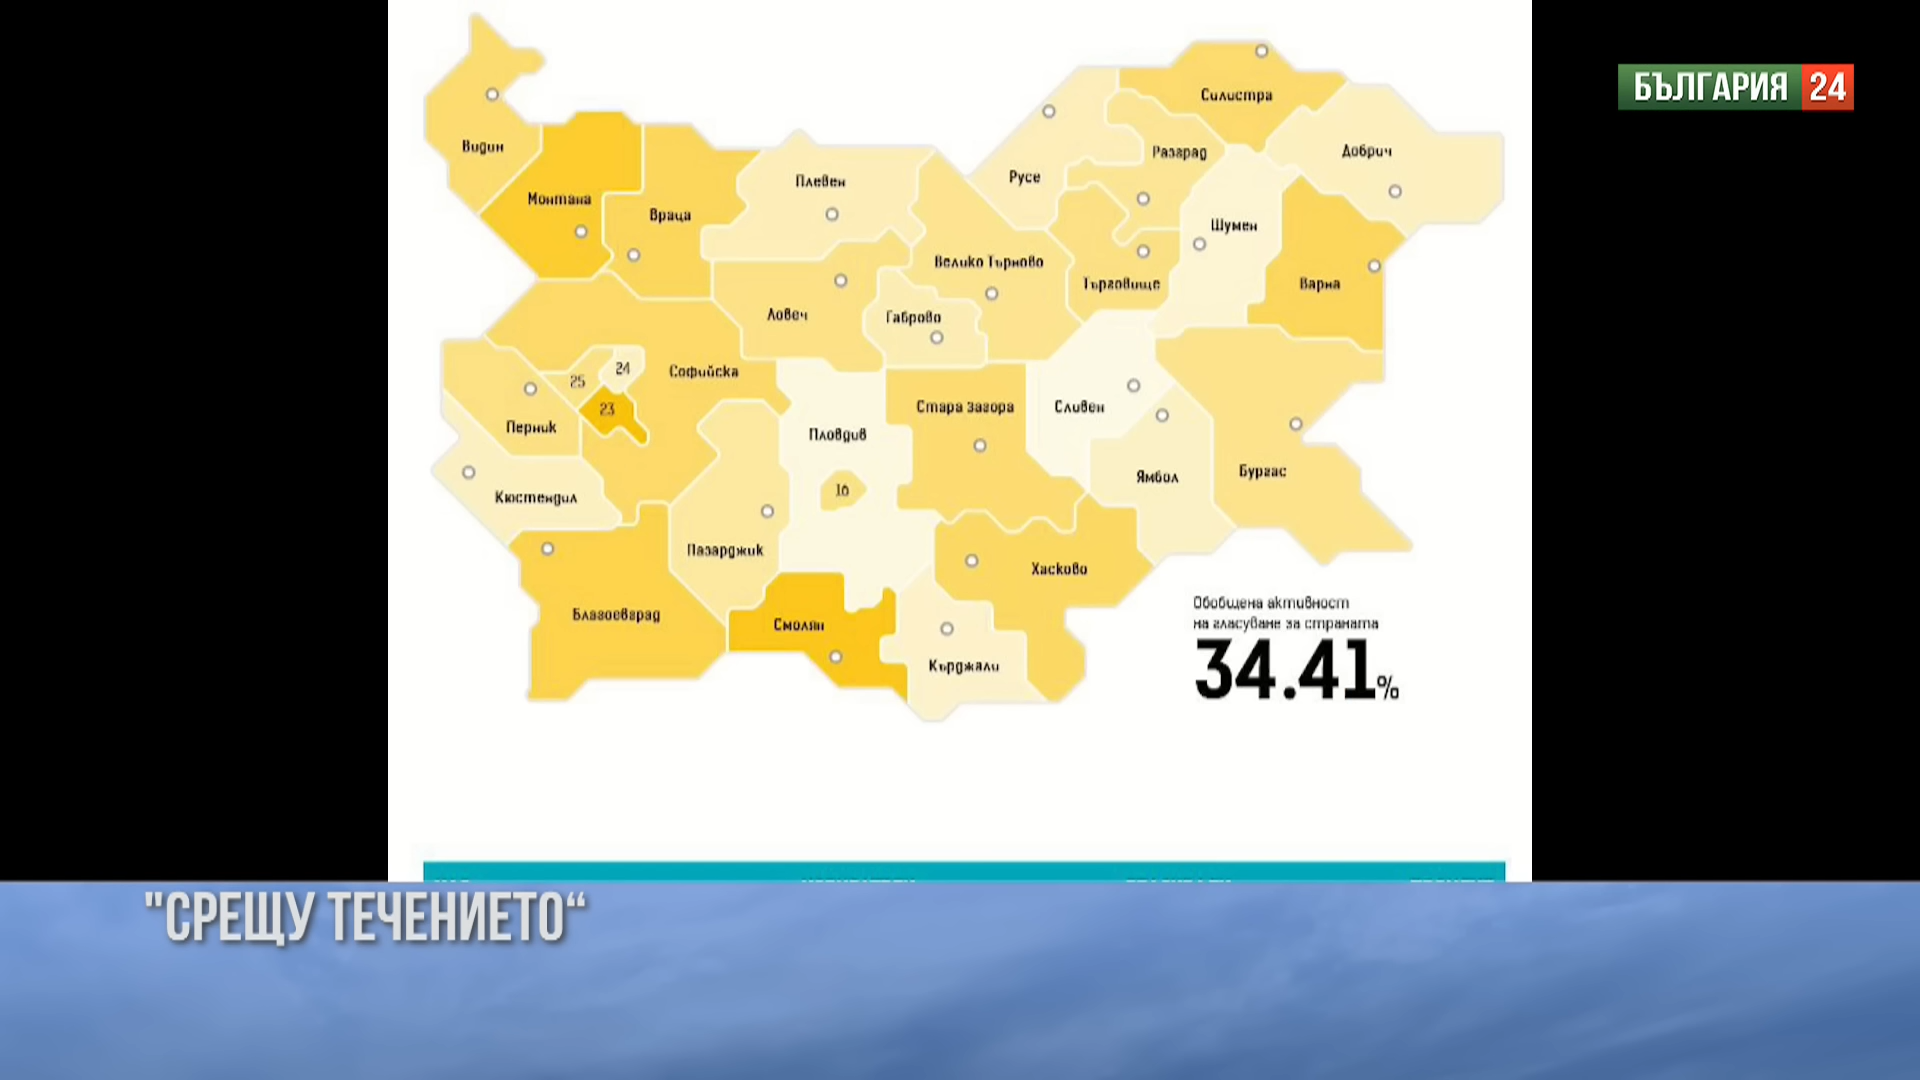 БЪЛГАРИЯ 24
Силистра
Видин
Разград
Добрич
Плевен
Русе
Монтана
Враца
Шумен
Велико Търново
Търговище
Варна
Ловеч
Габрово
24
Софийска
25
23
Стара Загора
Сливен
Перник
Пловдив
Бургас
Ямбол
16
Кюстендил
Пазарджик
Хасково
Благоевград
Смолян
Кърджали
Обобщена активност
на гласуване за страната
34.41%
"СРЕЩУ ТЕЧЕНИЕТО“